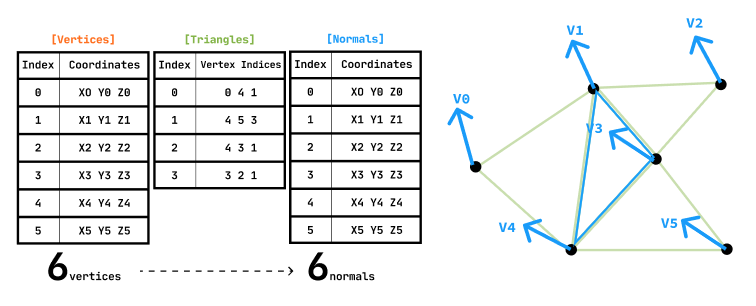 [Vertices]
Index Coordinates
0 X0 Y0 Z0
1 X1 Y1 Z1
2 X2 Y2 Z2
3 X3 Y3 Z3
4 X4 Y4 Z4
5 X5 Y5 Z5
6 vertices
[Triangles]
Index Vertex Indices
0 0 4 1
1 4 5 3
2 4 3 1
3 3 2 1
[Normals]
Index Coordinates
0 X0 Y0 Z0
1 X1 Y1 Z1
2 X2 Y2 Z2
3 X3 Y3 Z3
4 X4 Y4 Z4
5 X5 Y5 Z5
6 normals
V1
V2
V0
V3
V4
V5